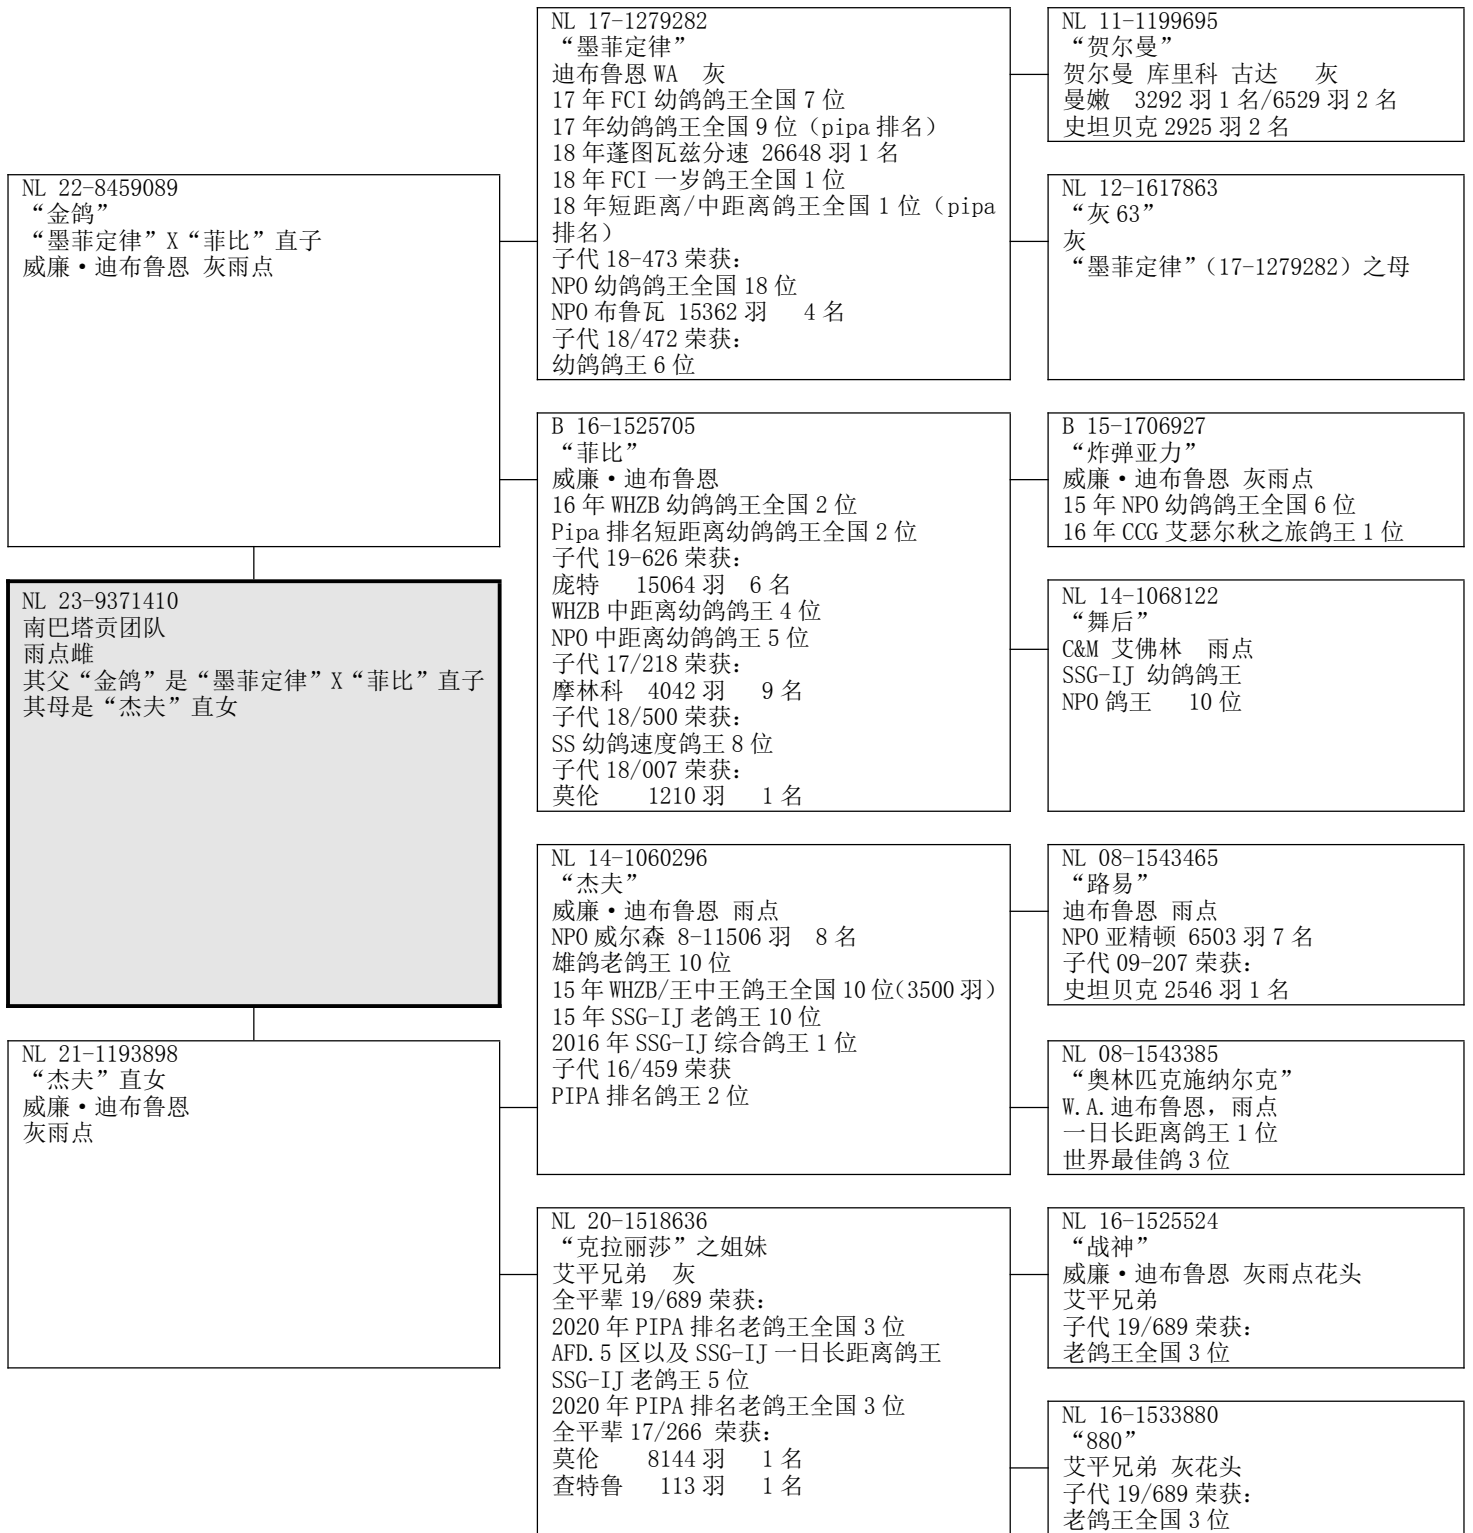 NL 22-8459089
“金鸽”
“墨菲定律”X“菲比”直子
威廉·迪布鲁恩 灰雨点
NL 23-9371410
南巴塔贡团队
雨点雌
其父“金鸽”是“墨菲定律”X“菲比”直子
其母是“杰夫”直女
NL 21-1193898
“杰夫”直女
威廉·迪布鲁恩
灰雨点
NL 17-1279282
“墨菲定律”
迪布鲁恩 WA 灰
17 年 FCI 幼鸽鸽王全国 7 位
17 年幼鸽鸽王全国 9 位（pipa 排名）
18 年蓬图瓦兹分速 26648 羽 1 名
18 年 FCI 一岁鸽王全国 1 位
18 年短距离/中距离鸽王全国 1 位（pipa
排名）
子代 18-473 荣获：
NPO 幼鸽鸽王全国 18 位
NPO 布鲁瓦 15362 羽 4 名
子代 18/472 荣获：
幼鸽鸽王 6 位
B 16-1525705
“菲比”
威廉·迪布鲁恩
16 年 WHZB 幼鸽鸽王全国 2 位
Pipa 排名短距离幼鸽鸽王全国 2 位
子代 19-626 荣获：
庞特 15064 羽 6 名
WHZB 中距离幼鸽鸽王 4 位
NPO 中距离幼鸽鸽王 5 位
子代 17/218 荣获：
摩林科 4042 羽 9 名
子代 18/500 荣获：
SS 幼鸽速度鸽王 8 位
子代 18/007 荣获：
莫伦 1210 羽 1 名
NL 14-1060296
“杰夫”
威廉·迪布鲁恩 雨点
NPO 威尔森 8-11506 羽 8 名
雄鸽老鸽王 10 位
15 年 WHZB/王中王鸽王全国 10 位(3500 羽)
15 年 SSG-IJ 老鸽王 10 位
2016 年 SSG-IJ 综合鸽王 1 位
子代 16/459 荣获
PIPA 排名鸽王 2 位
NL 20-1518636
“克拉丽莎”之姐妹
艾平兄弟 灰
全平辈 19/689 荣获：
2020 年 PIPA 排名老鸽王全国 3 位
AFD.5 区以及 SSG-IJ 一日长距离鸽王
SSG-IJ 老鸽王 5 位
2020 年 PIPA 排名老鸽王全国 3 位
全平辈 17/266 荣获：
莫伦 8144 羽 1 名
查特鲁 113 羽 1 名
NL 11-1199695
“贺尔曼”
贺尔曼 库里科 古达 灰
曼嫩 3292 羽 1 名/6529 羽 2 名
史坦贝克 2925 羽 2 名
NL 12-1617863
“灰 63”
灰
“墨菲定律”（17-1279282）之母
B 15-1706927
“炸弹亚力”
威廉·迪布鲁恩 灰雨点
15 年 NPO 幼鸽鸽王全国 6 位
16 年 CCG 艾瑟尔秋之旅鸽王 1 位
NL 14-1068122
“舞后”
C&M 艾佛林 雨点
SSG-IJ 幼鸽鸽王
NPO 鸽王 10 位
NL 08-1543465
“路易”
迪布鲁恩 雨点
NPO 亚精顿 6503 羽 7 名
子代 09-207 荣获：
史坦贝克 2546 羽 1 名
NL 08-1543385
“奥林匹克施纳尔克”
W.A.迪布鲁恩，雨点
一日长距离鸽王 1 位
世界最佳鸽 3 位
NL 16-1525524
“战神”
威廉·迪布鲁恩 灰雨点花头
艾平兄弟
子代 19/689 荣获：
老鸽王全国 3 位
NL 16-1533880
“880”
艾平兄弟 灰花头
子代 19/689 荣获：
老鸽王全国 3 位